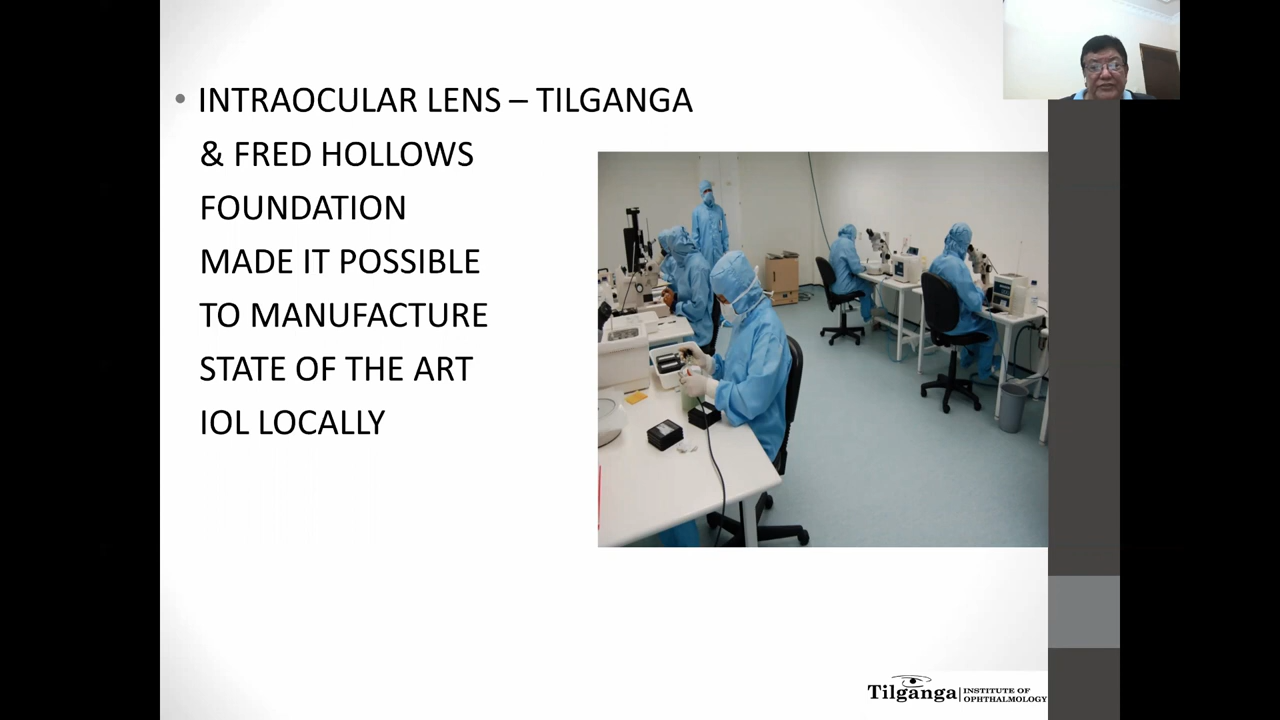 • INTRAOCULAR LENS – TILGANGA
& FRED HOLLOWS
FOUNDATION
MADE IT POSSIBLE
TO MANUFACTURE
STATE OF THE ART
IOL LOCALLY
Tilganga
INSTITUTE OF
OPHTHALMOLOGY